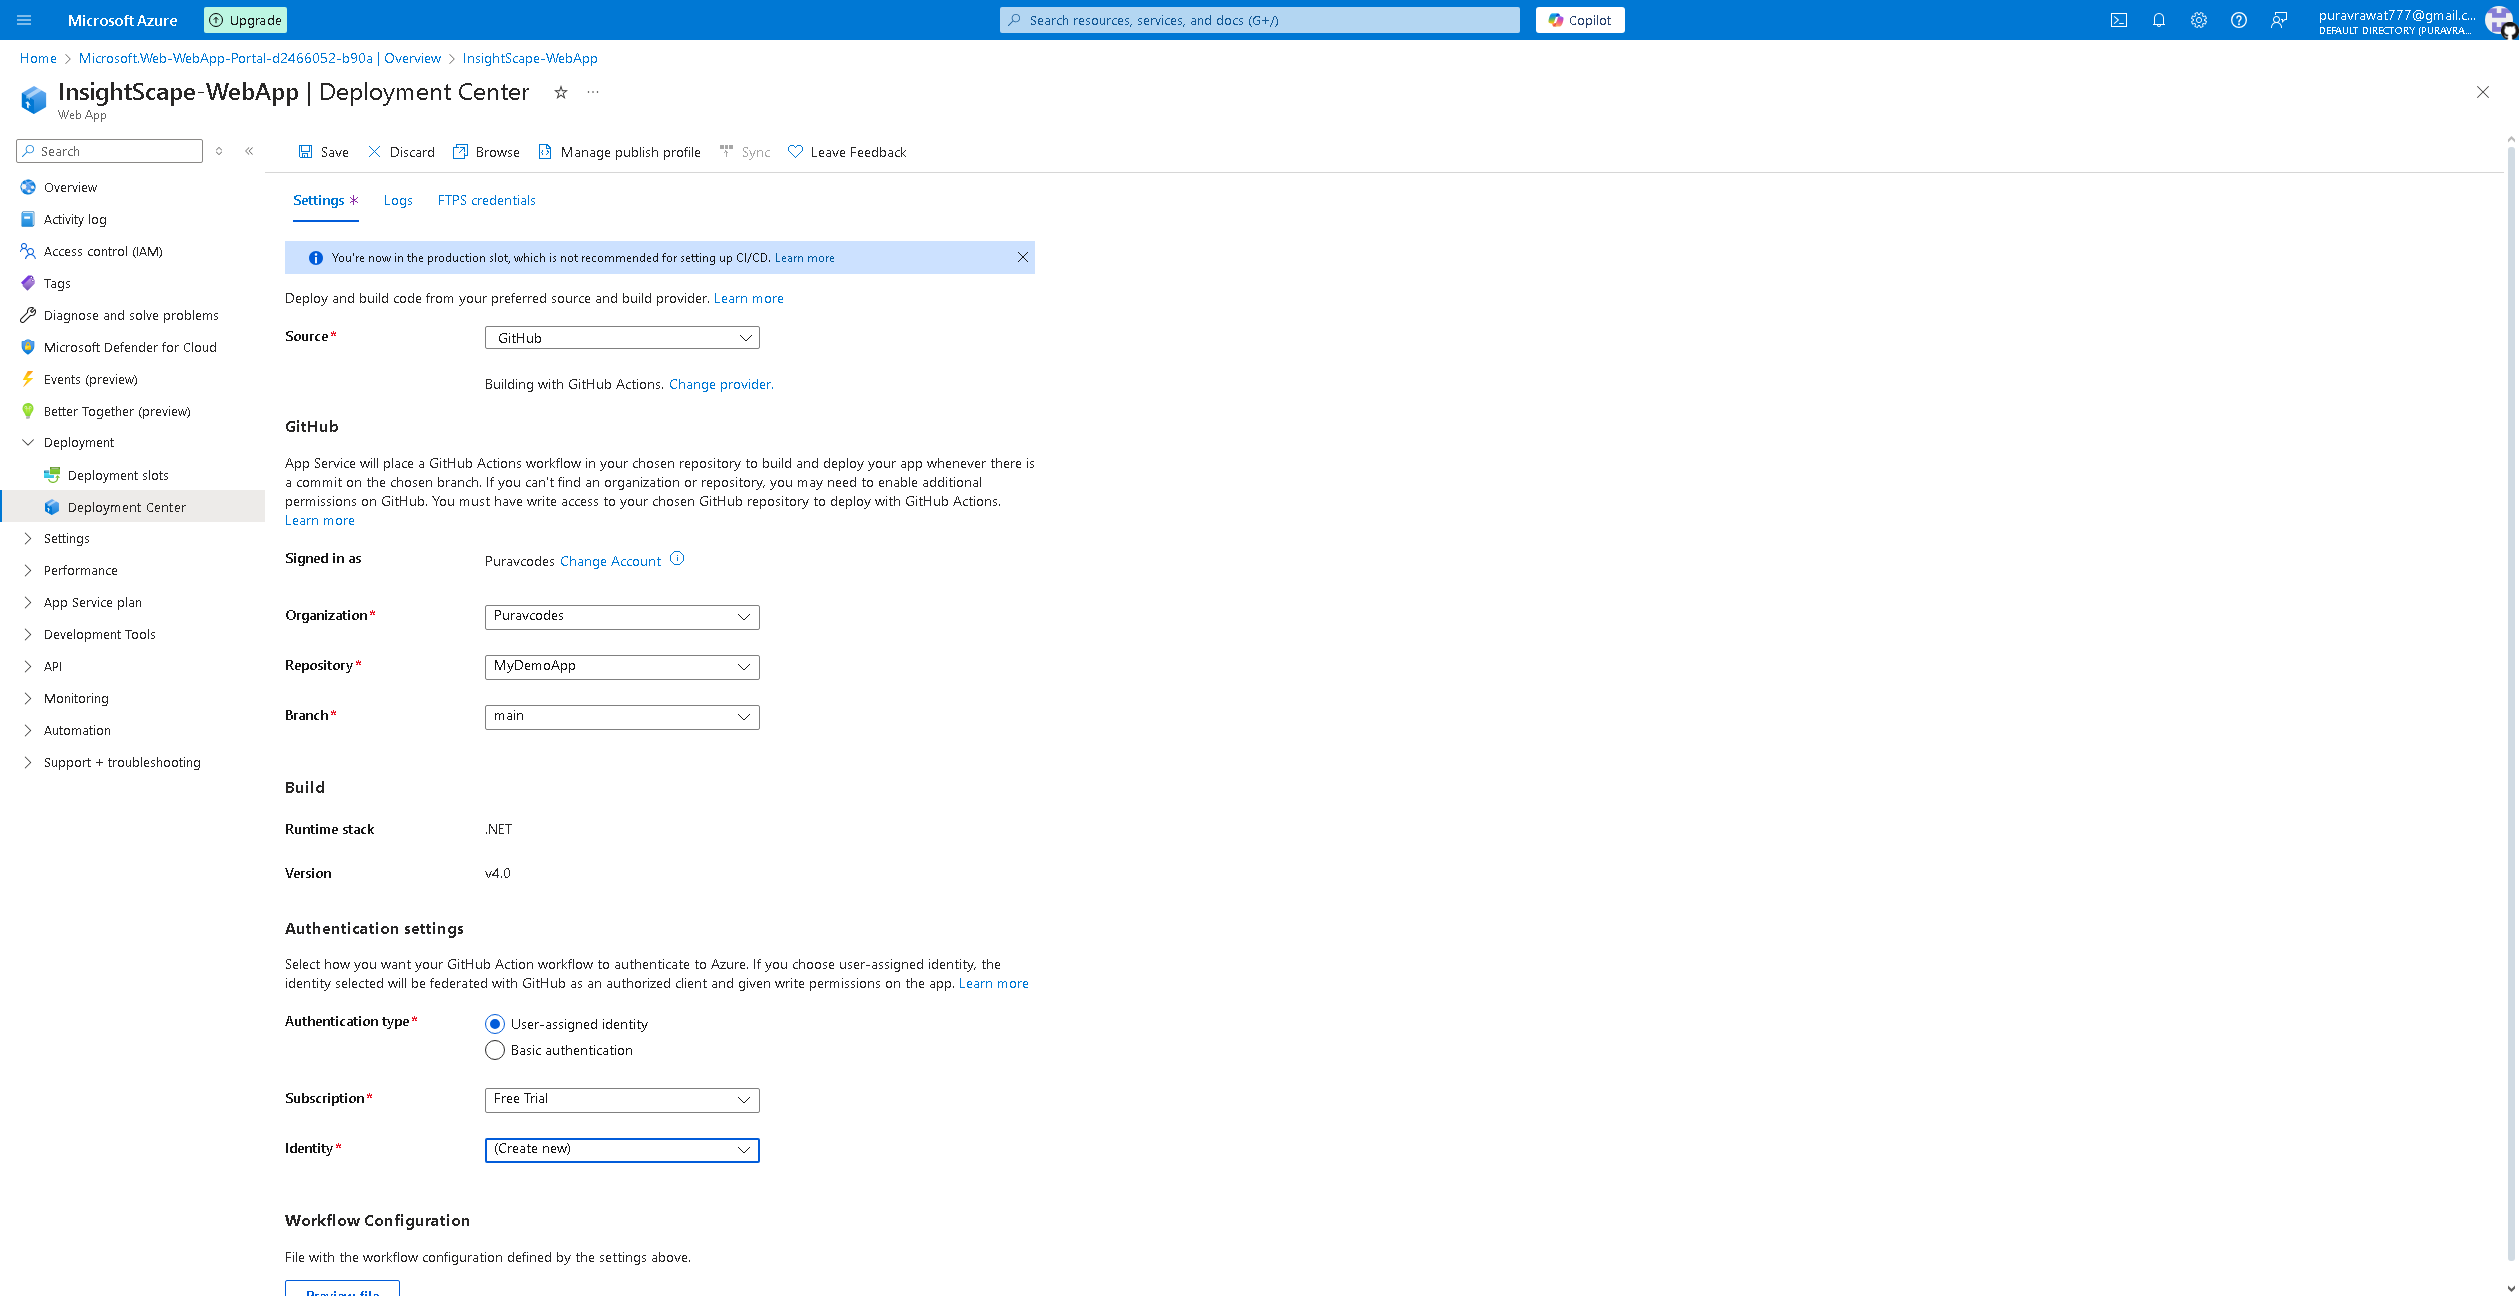 Microsoft Azure
Upgrade
Search resources, services, and docs (G+/)
Copilot
puravrawat777@gmail.c...
DEFAULT DIRECTORY (PURAVRA...
Home > Microsoft.Web-WebApp-Portal-d2466052-b90a | Overview > InsightScape-WebApp
InsightScape-WebApp | Deployment Center
Web App
Search
Save
Discard
Browse
Manage publish profile
Sync
Leave Feedback
Overview
Activity log
Access control (IAM)
Tags
Diagnose and solve problems
Microsoft Defender for Cloud
Events (preview)
Better Together (preview)
Deployment
Deployment slots
Deployment Center
Settings
Performance
App Service plan
Development Tools
API
Monitoring
Automation
Support + troubleshooting
Settings *
Logs
FTPS credentials
You're now in the production slot, which is not recommended for setting up CI/CD. Learn more
Deploy and build code from your preferred source and build provider. Learn more
Source*
GitHub
Building with GitHub Actions. Change provider.
GitHub
App Service will place a GitHub Actions workflow in your chosen repository to build and deploy your app whenever there is
a commit on the chosen branch. If you can't find an organization or repository, you may need to enable additional
permissions on GitHub. You must have write access to your chosen GitHub repository to deploy with GitHub Actions.
Learn more
Signed in as
Puravcodes Change Account
Organization*
Puravcodes
Repository*
MyDemoApp
Branch*
main
Build
Runtime stack
.NET
Version
v4.0
Authentication settings
Select how you want your GitHub Action workflow to authenticate to Azure. If you choose user-assigned identity, the
identity selected will be federated with GitHub as an authorized client and given write permissions on the app. Learn more
Authentication type*
User-assigned identity
Basic authentication
Subscription*
Free Trial
Identity*
(Create new)
Workflow Configuration
File with the workflow configuration defined by the settings above.
Preview file